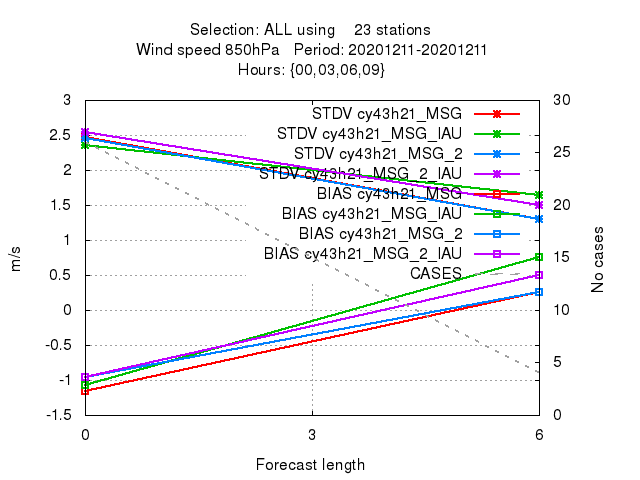 Selection: ALL using 23 stations
Wind speed 850hPa Period: 20201211-20201211
Hours: {00,03,06,09}
3
2.5
2
1.5
1
0.5
0
-0.5
-1
-1.5
m/s
STDV cy43h21_MSG
STDV cy43h21_MSG_IAU
STDV cy43h21_MSG_2
STDV cy43h21_MSG_2_IAU
BIAS cy43h21_MSG
BIAS cy43h21_MSG_IAU
BIAS cy43h21_MSG_2
BIAS cy43h21_MSG_2_IAU
CASES
30
25
20
15
10
5
0
No cases
0 3 6
Forecast length